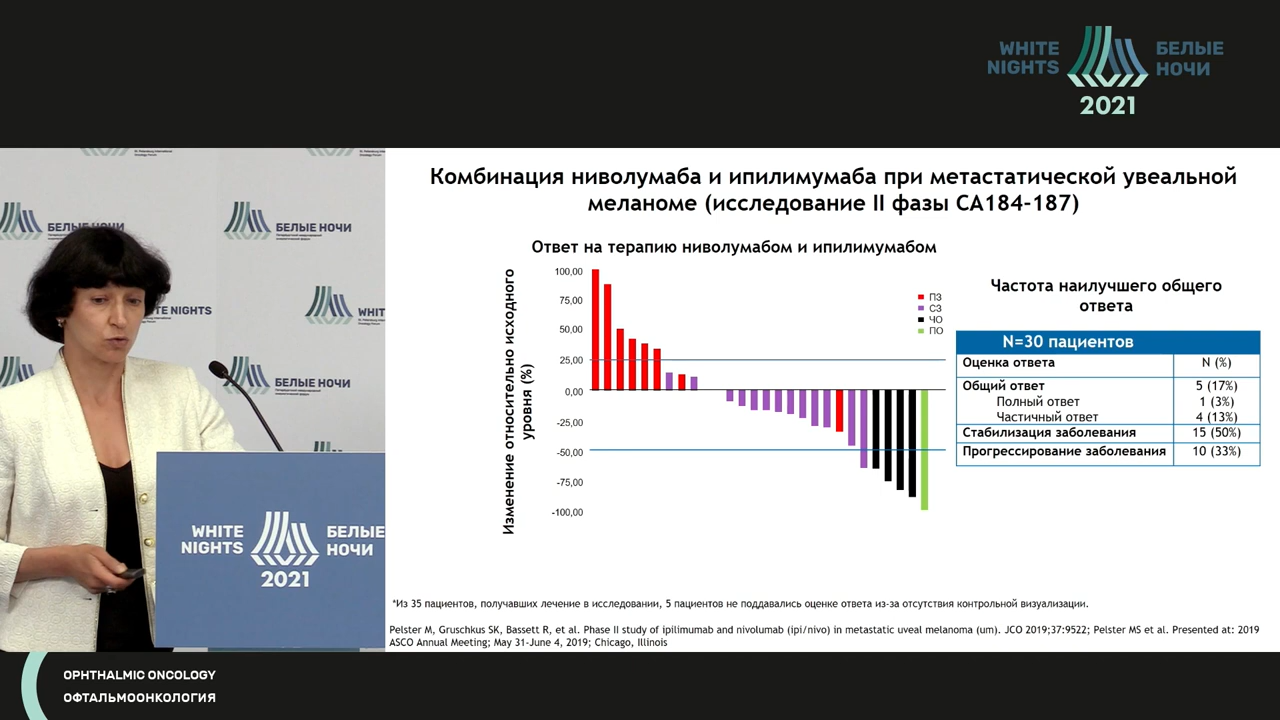 WHITE NIGHTS
БЕЛЫЕ НОЧИ
2021
Комбинация ниволумаба и ипилимумаба при метастатической увеальной
меланоме (исследование II фазы CA184-187)
Ответ на терапию ниволумабом и ипилимумабом
Изменение относительно исходного
уровня (%)
100,00
75,00
50,00
25,00
0,00
-25,00
-50,00
-75,00
-100,00
ПЗ
СЗ
ЧО
ПО
Частота наилучшего общего
ответа
N=30 пациентов
Оценка ответа N (%)
Общий ответ 5 (17%)
Полный ответ 1 (3%)
Частичный ответ 4 (13%)
Стабилизация заболевания 15 (50%)
Прогрессирование заболевания 10 (33%)
*Из 35 пациентов, получавших лечение в исследовании, 5 пациентов не поддавались оценке ответа из-за отсутствия контрольной визуализации.
Pelster M, Gruschkus SK, Bassett R, et al. Phase II study of ipilimumab and nivolumab (ipi/nivo) in metastatic uveal melanoma (um). JCO 2019;37:9522; Pelster MS et al. Presented at: 2019
ASCO Annual Meeting; May 31-June 4, 2019; Chicago, Illinois
БЕЛЫЕ НОЧИ
БЕЛЫЕ НОЧИ
TE NIGHTS
WHIT
БЕЛЫЕ НОЧИ
WHITE NIGHTS
БЕЛЫЕ НОЧИ
2021
OPHTHALMIC ONCOLOGY
ОФТАЛЬМООНКОЛОГИЯ